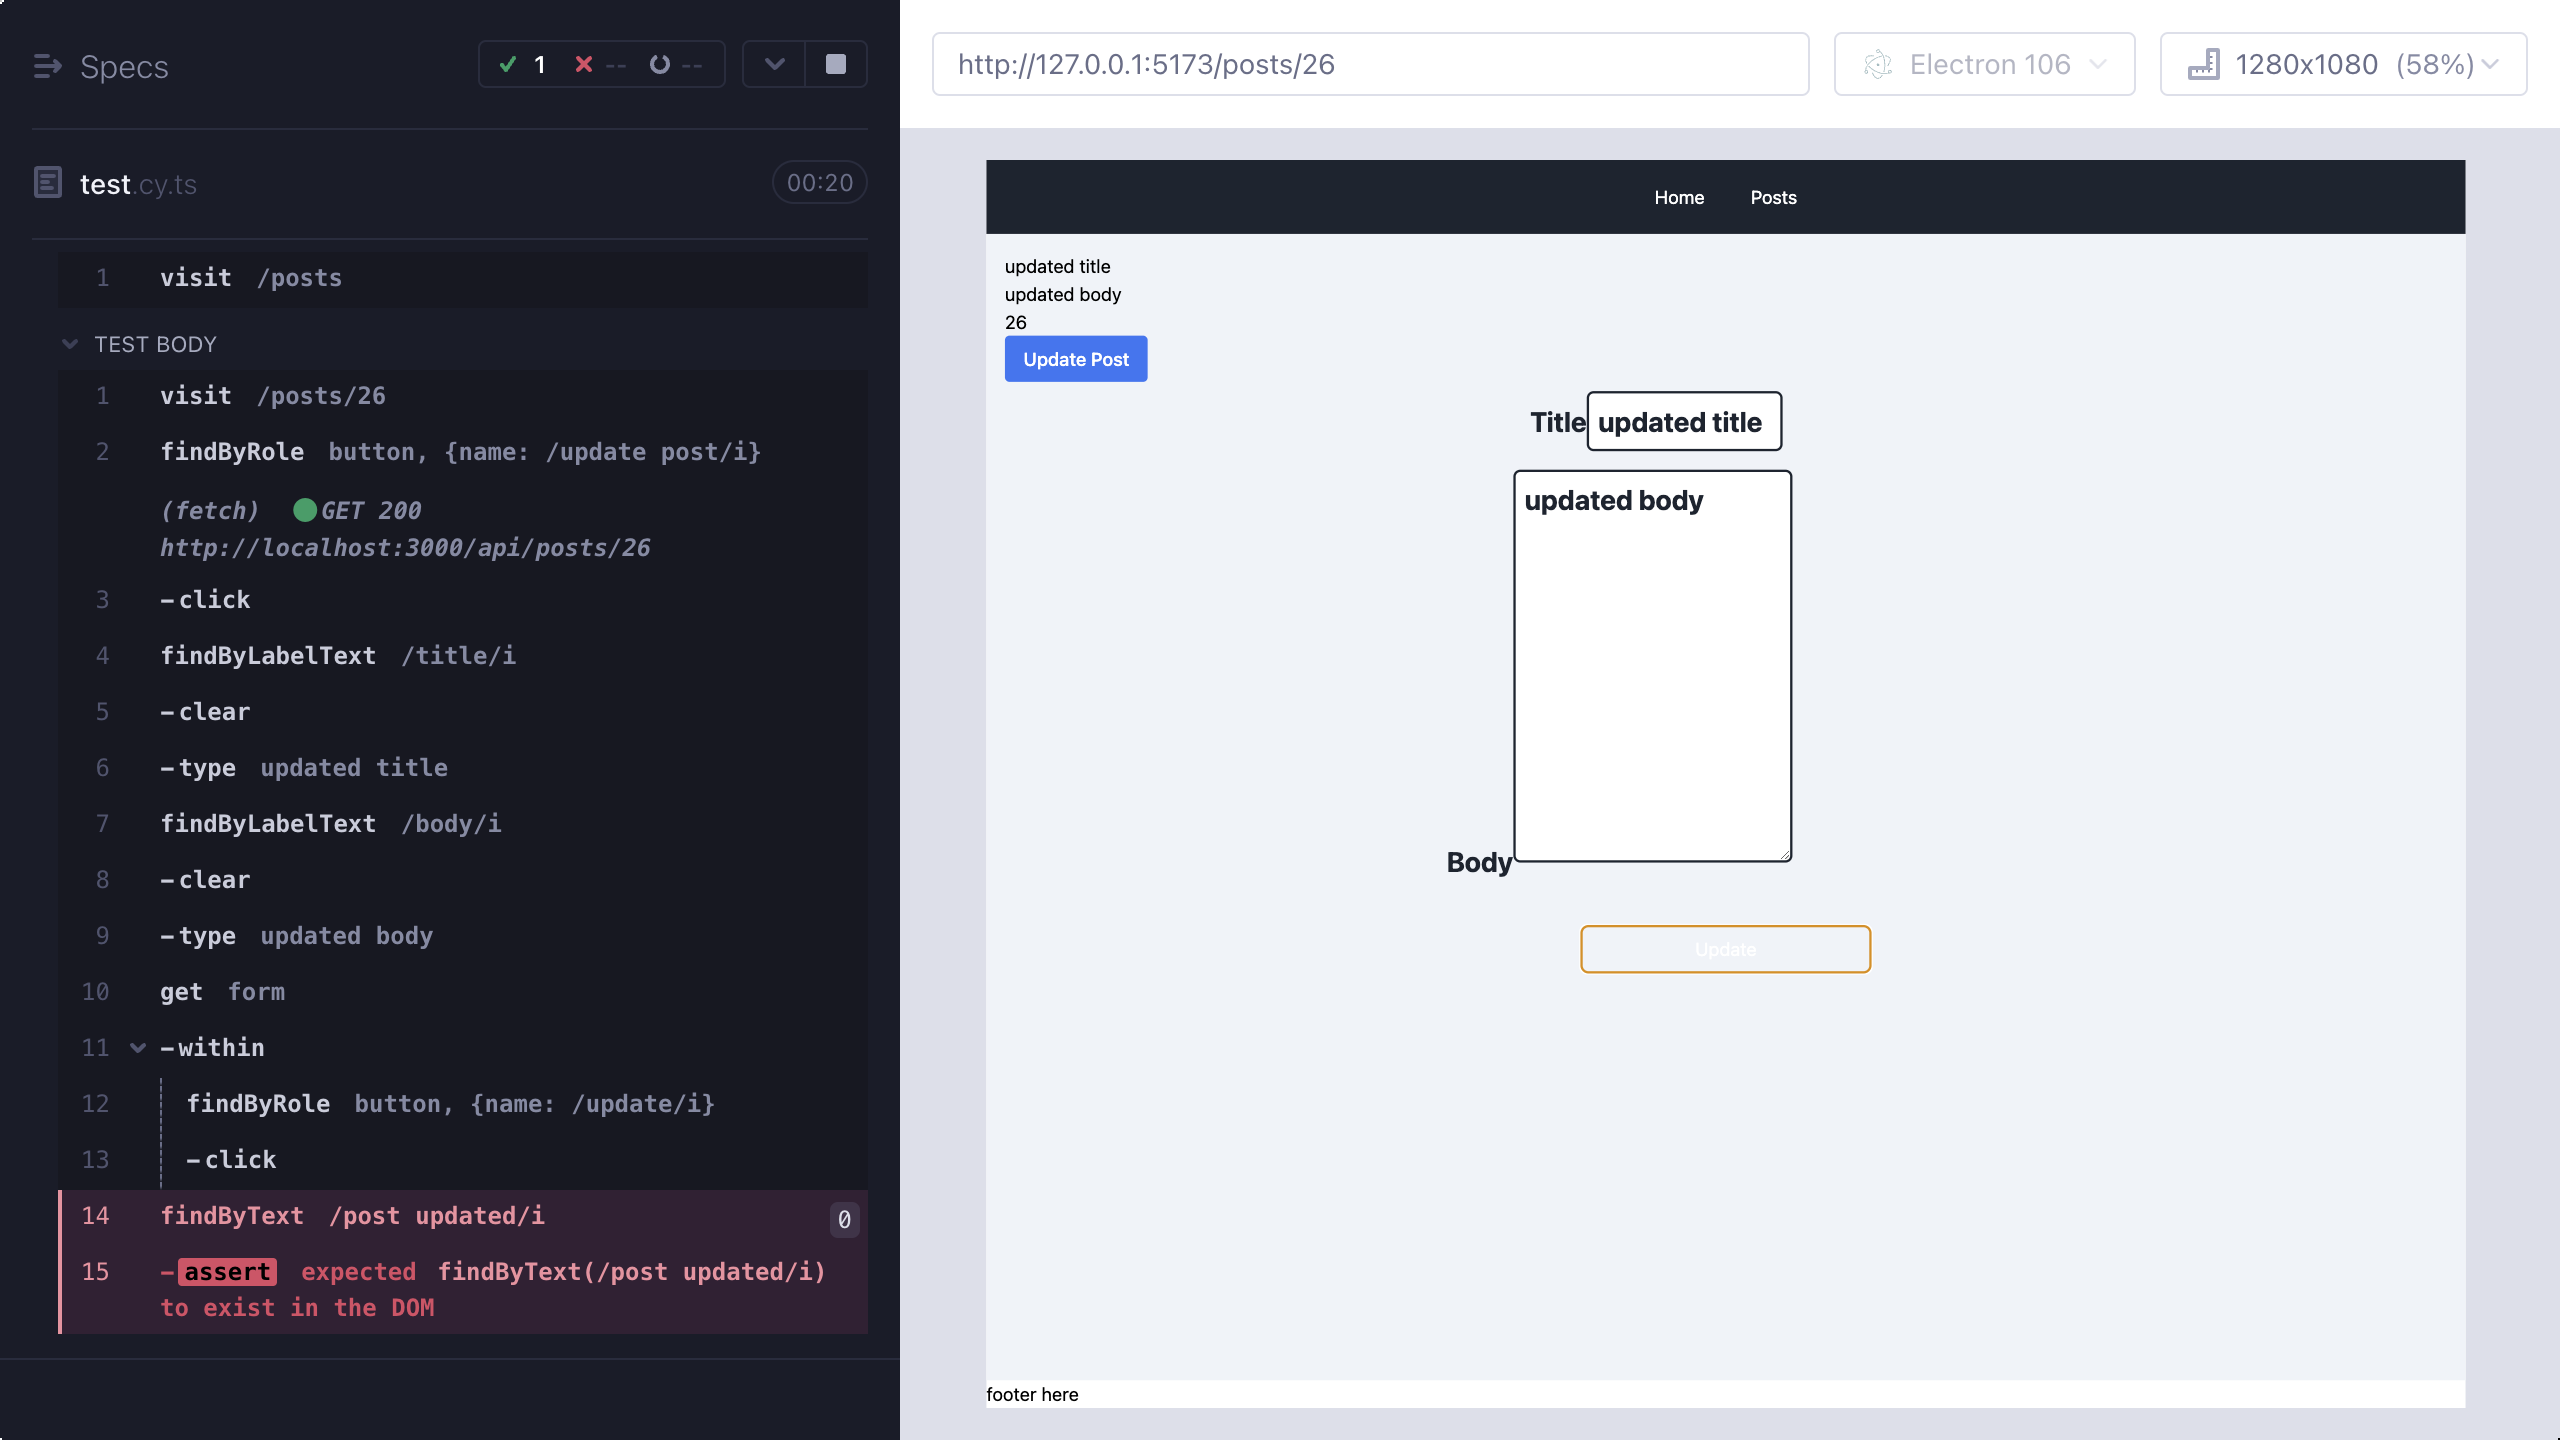 Specs
1 -- --
test.cy.ts
00:20
1 visit /posts
TEST BODY
1 visit /posts/26
2 findByRole button, {name: /update post/i}
(fetch) GET 200
http://localhost:3000/api/posts/26
3 -click
4 findByLabelText /title/i
5 -clear
6 -type updated title
7 findByLabelText /body/i
8 -clear
9 -type updated body
10 get form
11 -within
12 findByRole button, {name: /update/i}
13 -click
14 findByText /post updated/i 0
15 -assert expected findByText(/post updated/i)
to exist in the DOM
http://127.0.0.1:5173/posts/26
Electron 106
1280x1080 (58%)
Home Posts
updated title
updated body
26
Update Post
Title updated title
updated body
Body
Update
footer here